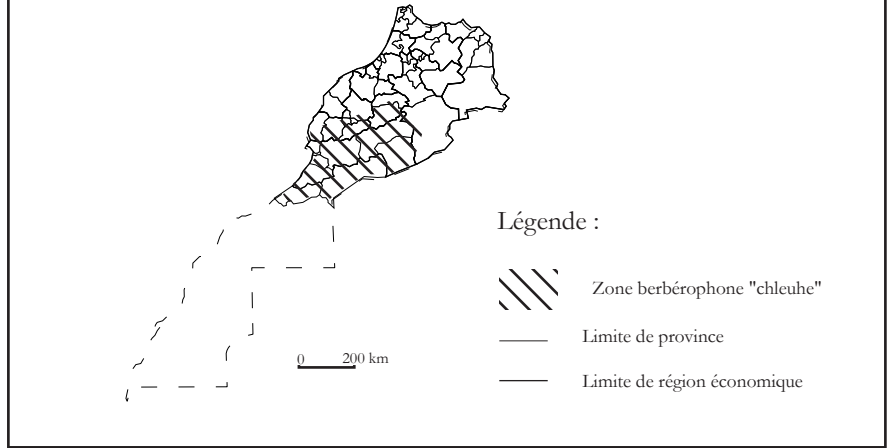 Légende :
Zone berbérophone "chleuhe"
Limite de province
0 200 km
Limite de région économique